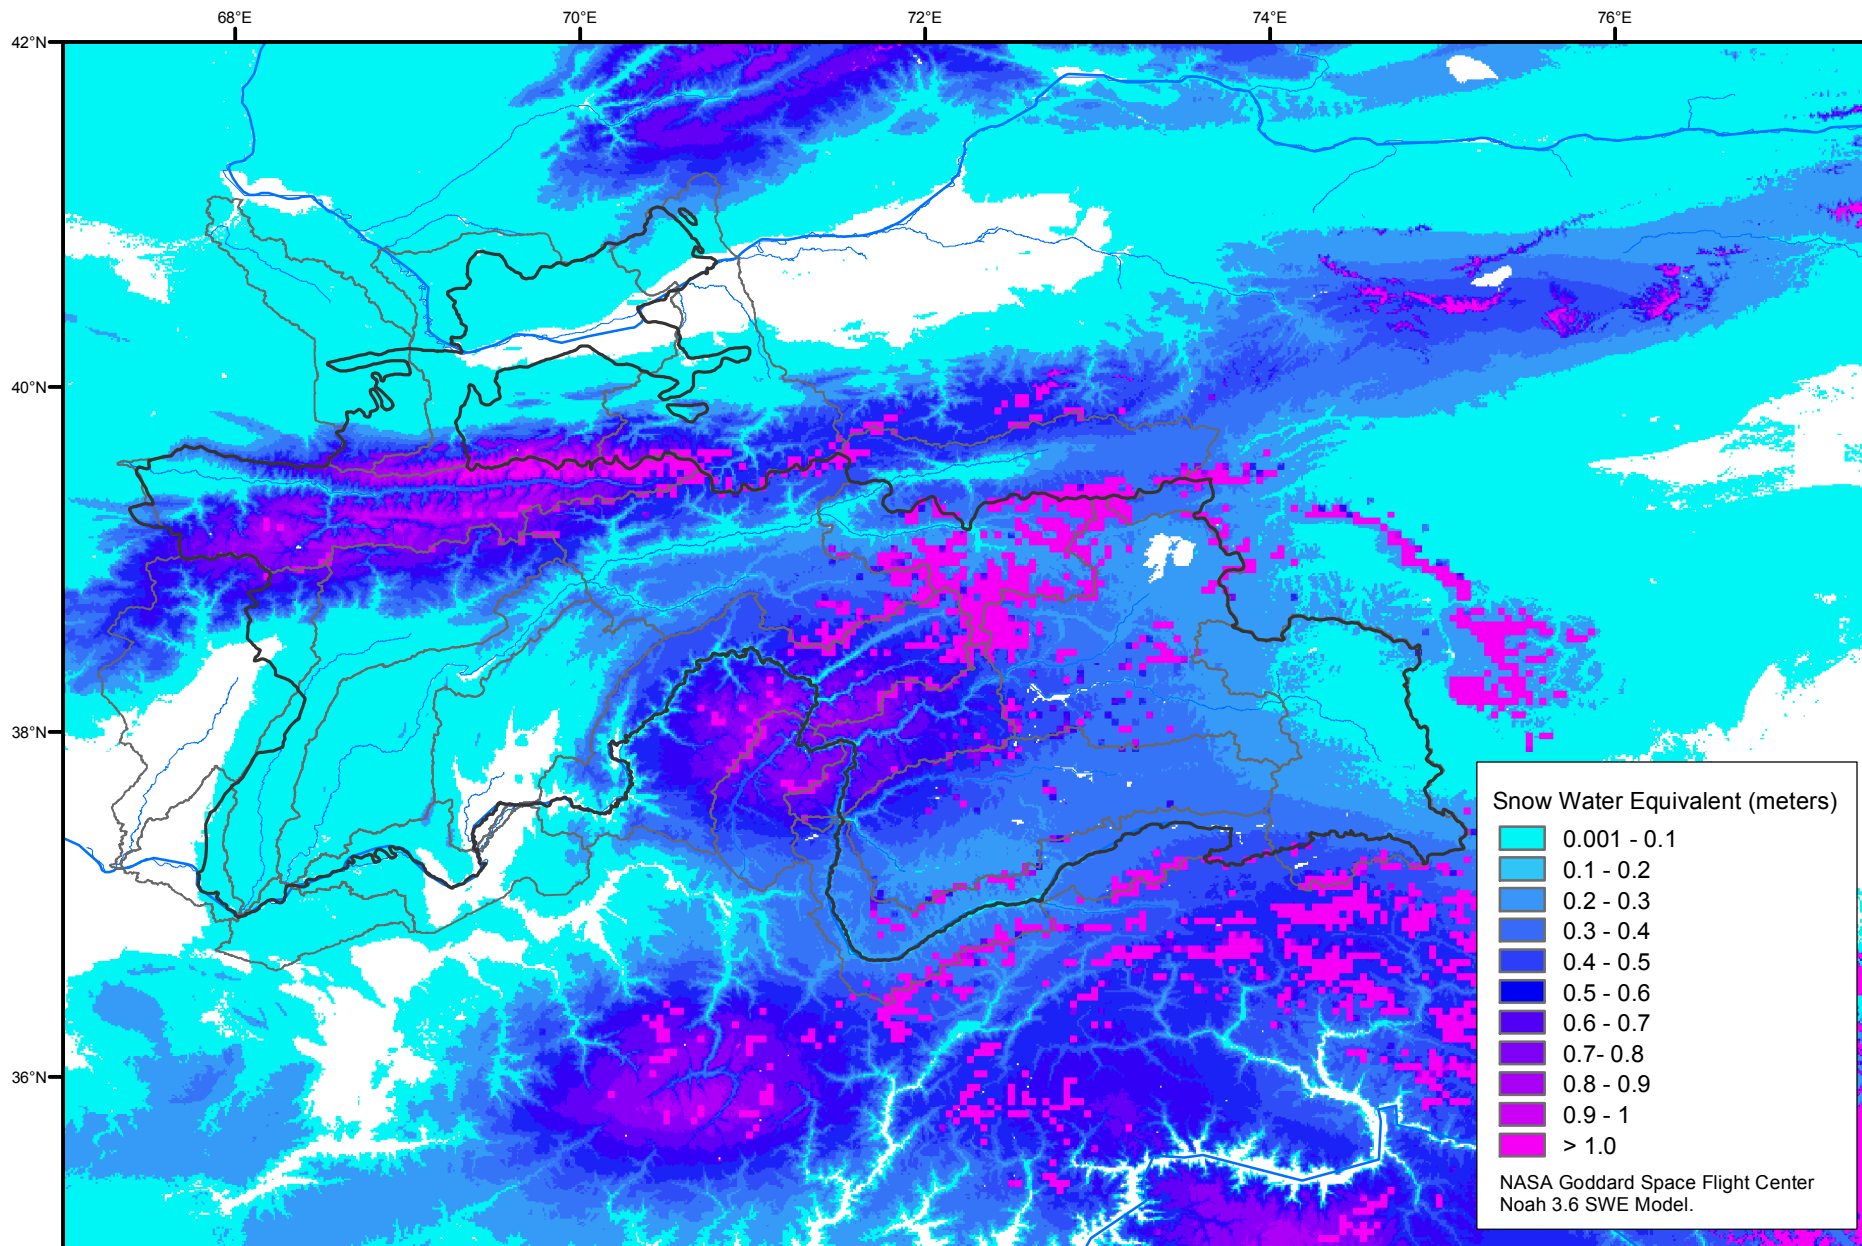 68°E
70°E
72°E
74°E
76°E
42°N
40°N
38°N
36°N
Snow Water Equivalent (meters)
0.001 - 0.1
0.1 - 0.2
0.2 - 0.3
0.3 - 0.4
0.4 - 0.5
0.5 - 0.6
0.6 - 0.7
0.7- 0.8
0.8 - 0.9
0.9 - 1
> 1.0
NASA Goddard Space Flight Center
Noah 3.6 SWE Model.